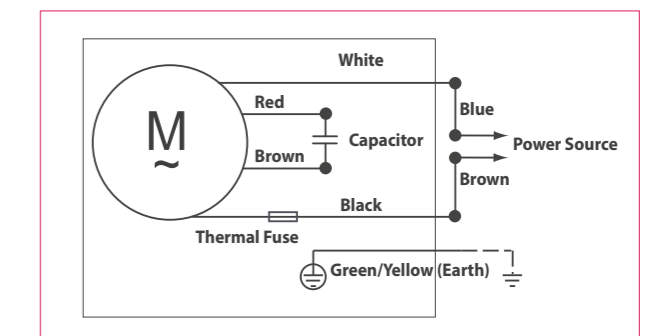 White
Red
Blue
M
~
Capacitor
Power Source
Brown
Brown
Black
Thermal Fuse
Green/Yellow (Earth)